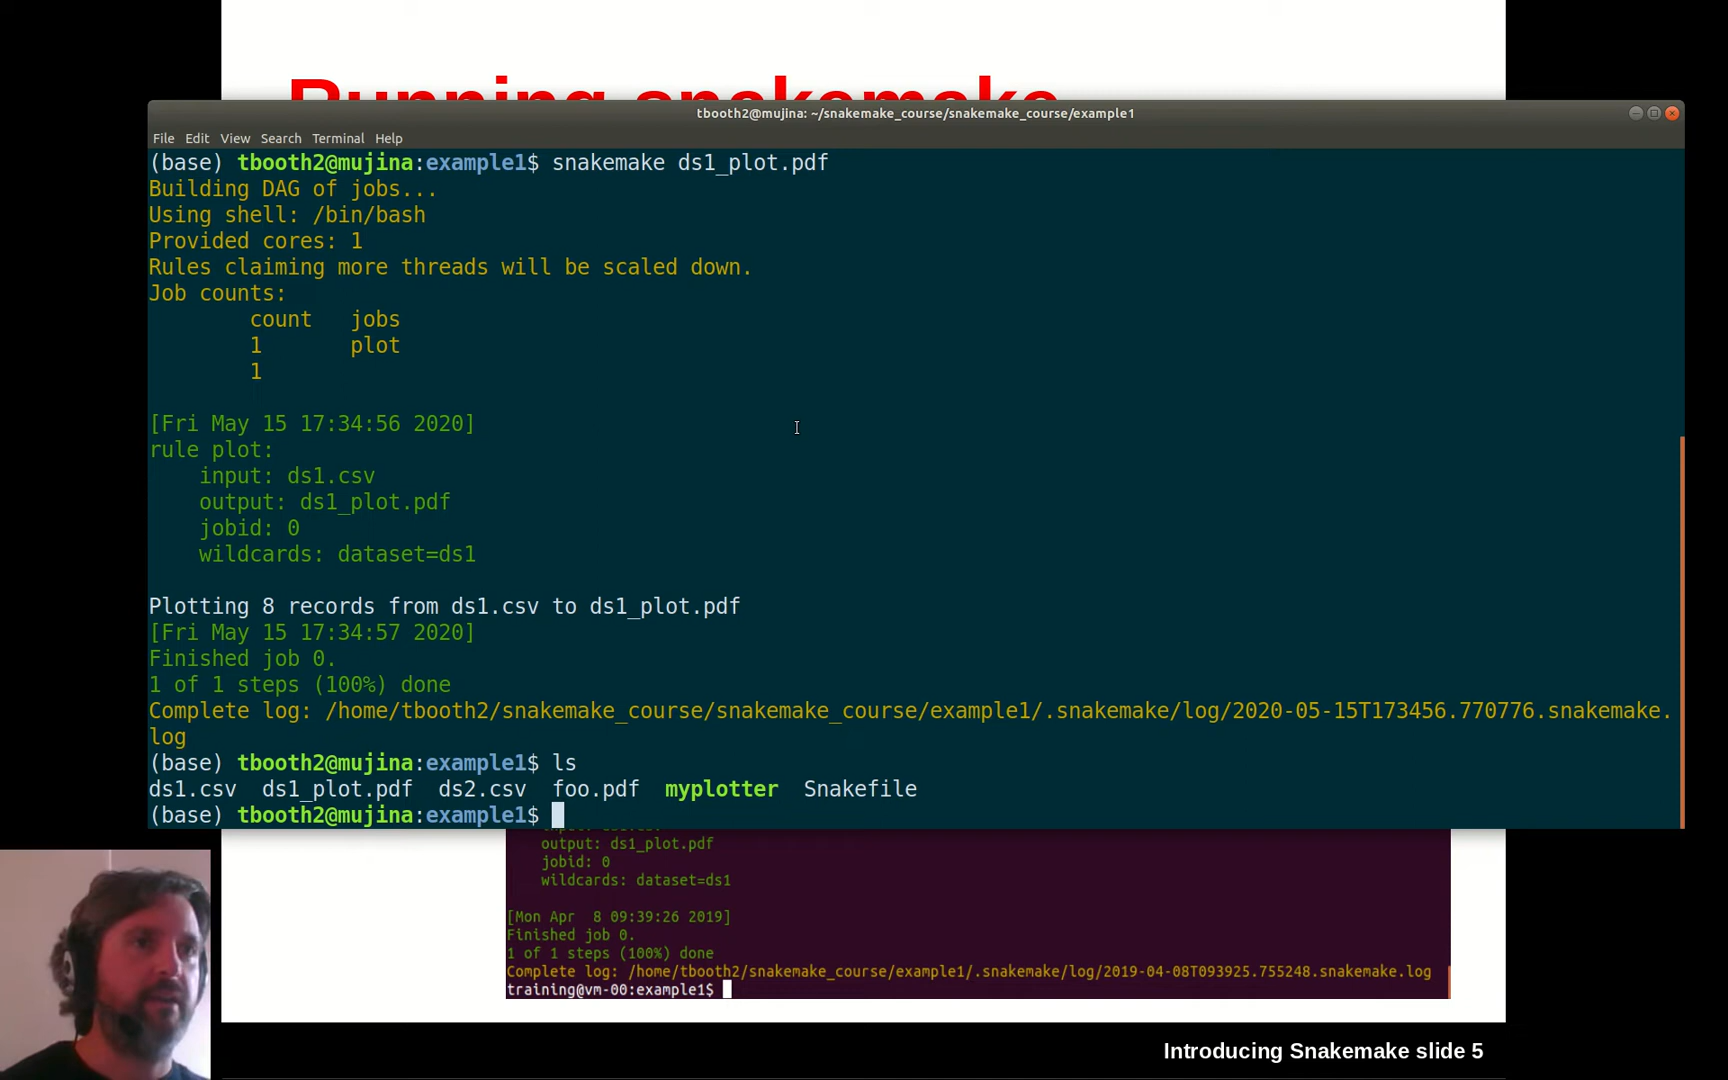 Running snakemake
tbooth2@mujina: ~/snakemake_course/snakemake_course/example1
File Edit View Search Terminal Help
(base) tbooth2@mujina:example1$ snakemake ds1_plot.pdf
Building DAG of jobs...
Using shell: /bin/bash
Provided cores: 1
Rules claiming more threads will be scaled down.
Job counts:
count jobs
1 plot
1
[Fri May 15 17:34:56 2020]
rule plot:
input: ds1.csv
output: ds1_plot.pdf
jobid: 0
wildcards: dataset=ds1
Plotting 8 records from ds1.csv to ds1_plot.pdf
[Fri May 15 17:34:57 2020]
Finished job 0.
1 of 1 steps (100%) done
Complete log: /home/tbooth2/snakemake_course/snakemake_course/example1/.snakemake/log/2020-05-15T173456.770776.snakemake.
log
(base) tbooth2@mujina:example1$ ls
ds1.csv ds1_plot.pdf ds2.csv foo.pdf myplotter Snakefile
(base) tbooth2@mujina:example1$
output: ds1_plot.pdf
jobid: 0
wildcards: dataset=ds1
[Mon Apr 8 09:39:26 2019]
Finished job 0.
1 of 1 steps (100%) done
Complete log: /home/tbooth2/snakemake_course/example1/.snakemake/log/2019-04-08T093925.755248.snakemake.log
training@vm-00:example1$
Introducing Snakemake slide 5